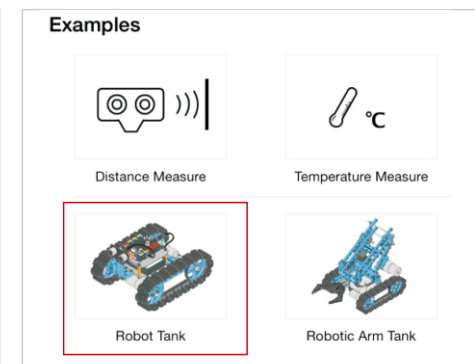 Examples
°C
Distance Measure
Temperature Measure
Robot Tank
Robotic Arm Tank